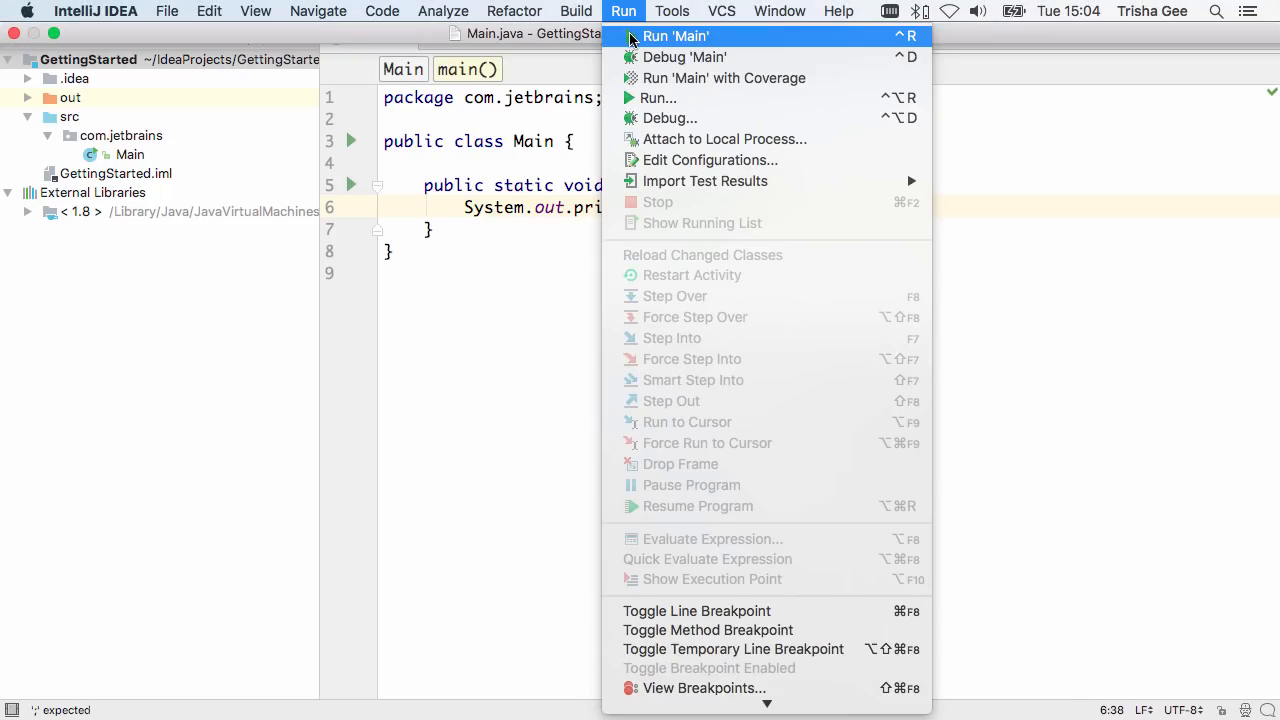 IntelliJ IDEA File Edit View Navigate Code Analyze Refactor Build Run Tools VCS Window Help Tue 15:04 Trisha Gee
Main.java - GettingSta
GettingStarted ~/IdeaProjects/GettingStarte
.idea
out
src
com.jetbrains
Main
GettingStarted.iml
External Libraries
< 1.8 > /Library/Java/JavaVirtualMachines
Main main()
1 package com.jetbrains;
2
3 public class Main {
4
5 public static void
6 System.out.pri
7 }
8 }
9
Run 'Main' ^R
Debug 'Main' ^D
Run 'Main' with Coverage
Run... ^⌥R
Debug... ^⌥D
Attach to Local Process...
Edit Configurations...
Import Test Results
Stop ⌘F2
Show Running List
Reload Changed Classes
Restart Activity
Step Over F8
Force Step Over ⌥⇧F8
Step Into F7
Force Step Into ⌥⇧F7
Smart Step Into ⇧F7
Step Out ⇧F8
Run to Cursor ⌥F9
Force Run to Cursor ⌥⌘F9
Drop Frame
Pause Program
Resume Program ⌥⌘R
Evaluate Expression... ⌥F8
Quick Evaluate Expression ⌥⌘F8
Show Execution Point ⌥F10
Toggle Line Breakpoint ⌘F8
Toggle Method Breakpoint
Toggle Temporary Line Breakpoint ⌥⇧⌘F8
Toggle Breakpoint Enabled
View Breakpoints... ⇧⌘F8
';' expected
6:38 LF÷ UTF-8÷